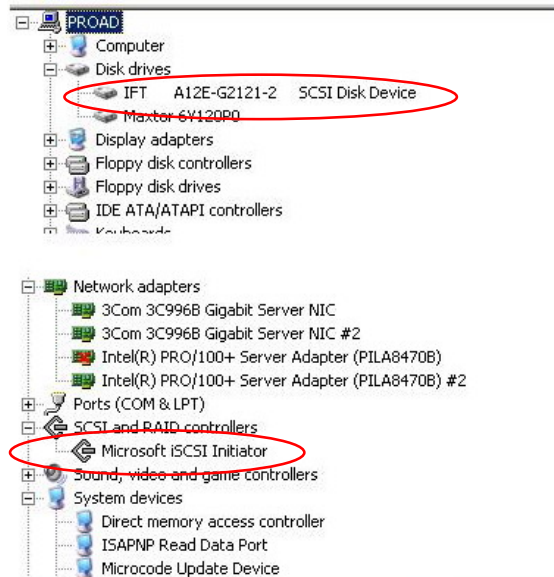 PROAD
Computer
Disk drives
IFT A12E-G2121-2 SCSI Disk Device
Maxtor 6Y120P0
Display adapters
Floppy disk controllers
Floppy disk drives
IDE ATA/ATAPI controllers
Keyboards
Network adapters
3Com 3C996B Gigabit Server NIC
3Com 3C996B Gigabit Server NIC #2
Intel(R) PRO/100+ Server Adapter (PILA8470B)
Intel(R) PRO/100+ Server Adapter (PILA8470B) #2
Ports (COM & LPT)
SCSI and RAID controllers
Microsoft iSCSI Initiator
Sound, video and game controllers
System devices
Direct memory access controller
ISAPNP Read Data Port
Microcode Update Device